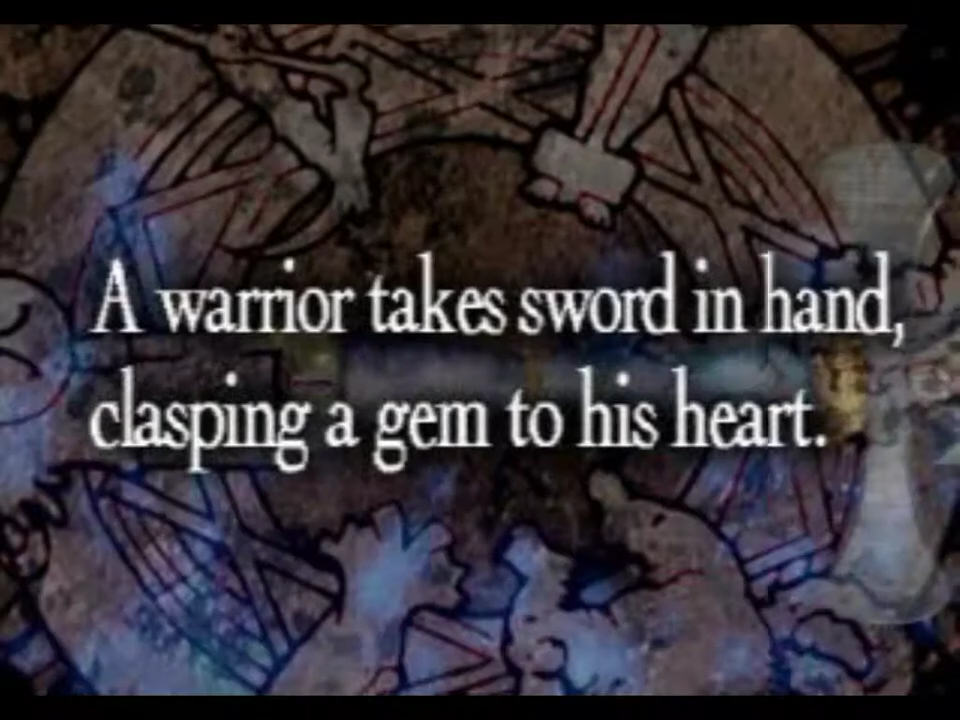 A warrior takes sword in hand,
clasping a gem to his heart.